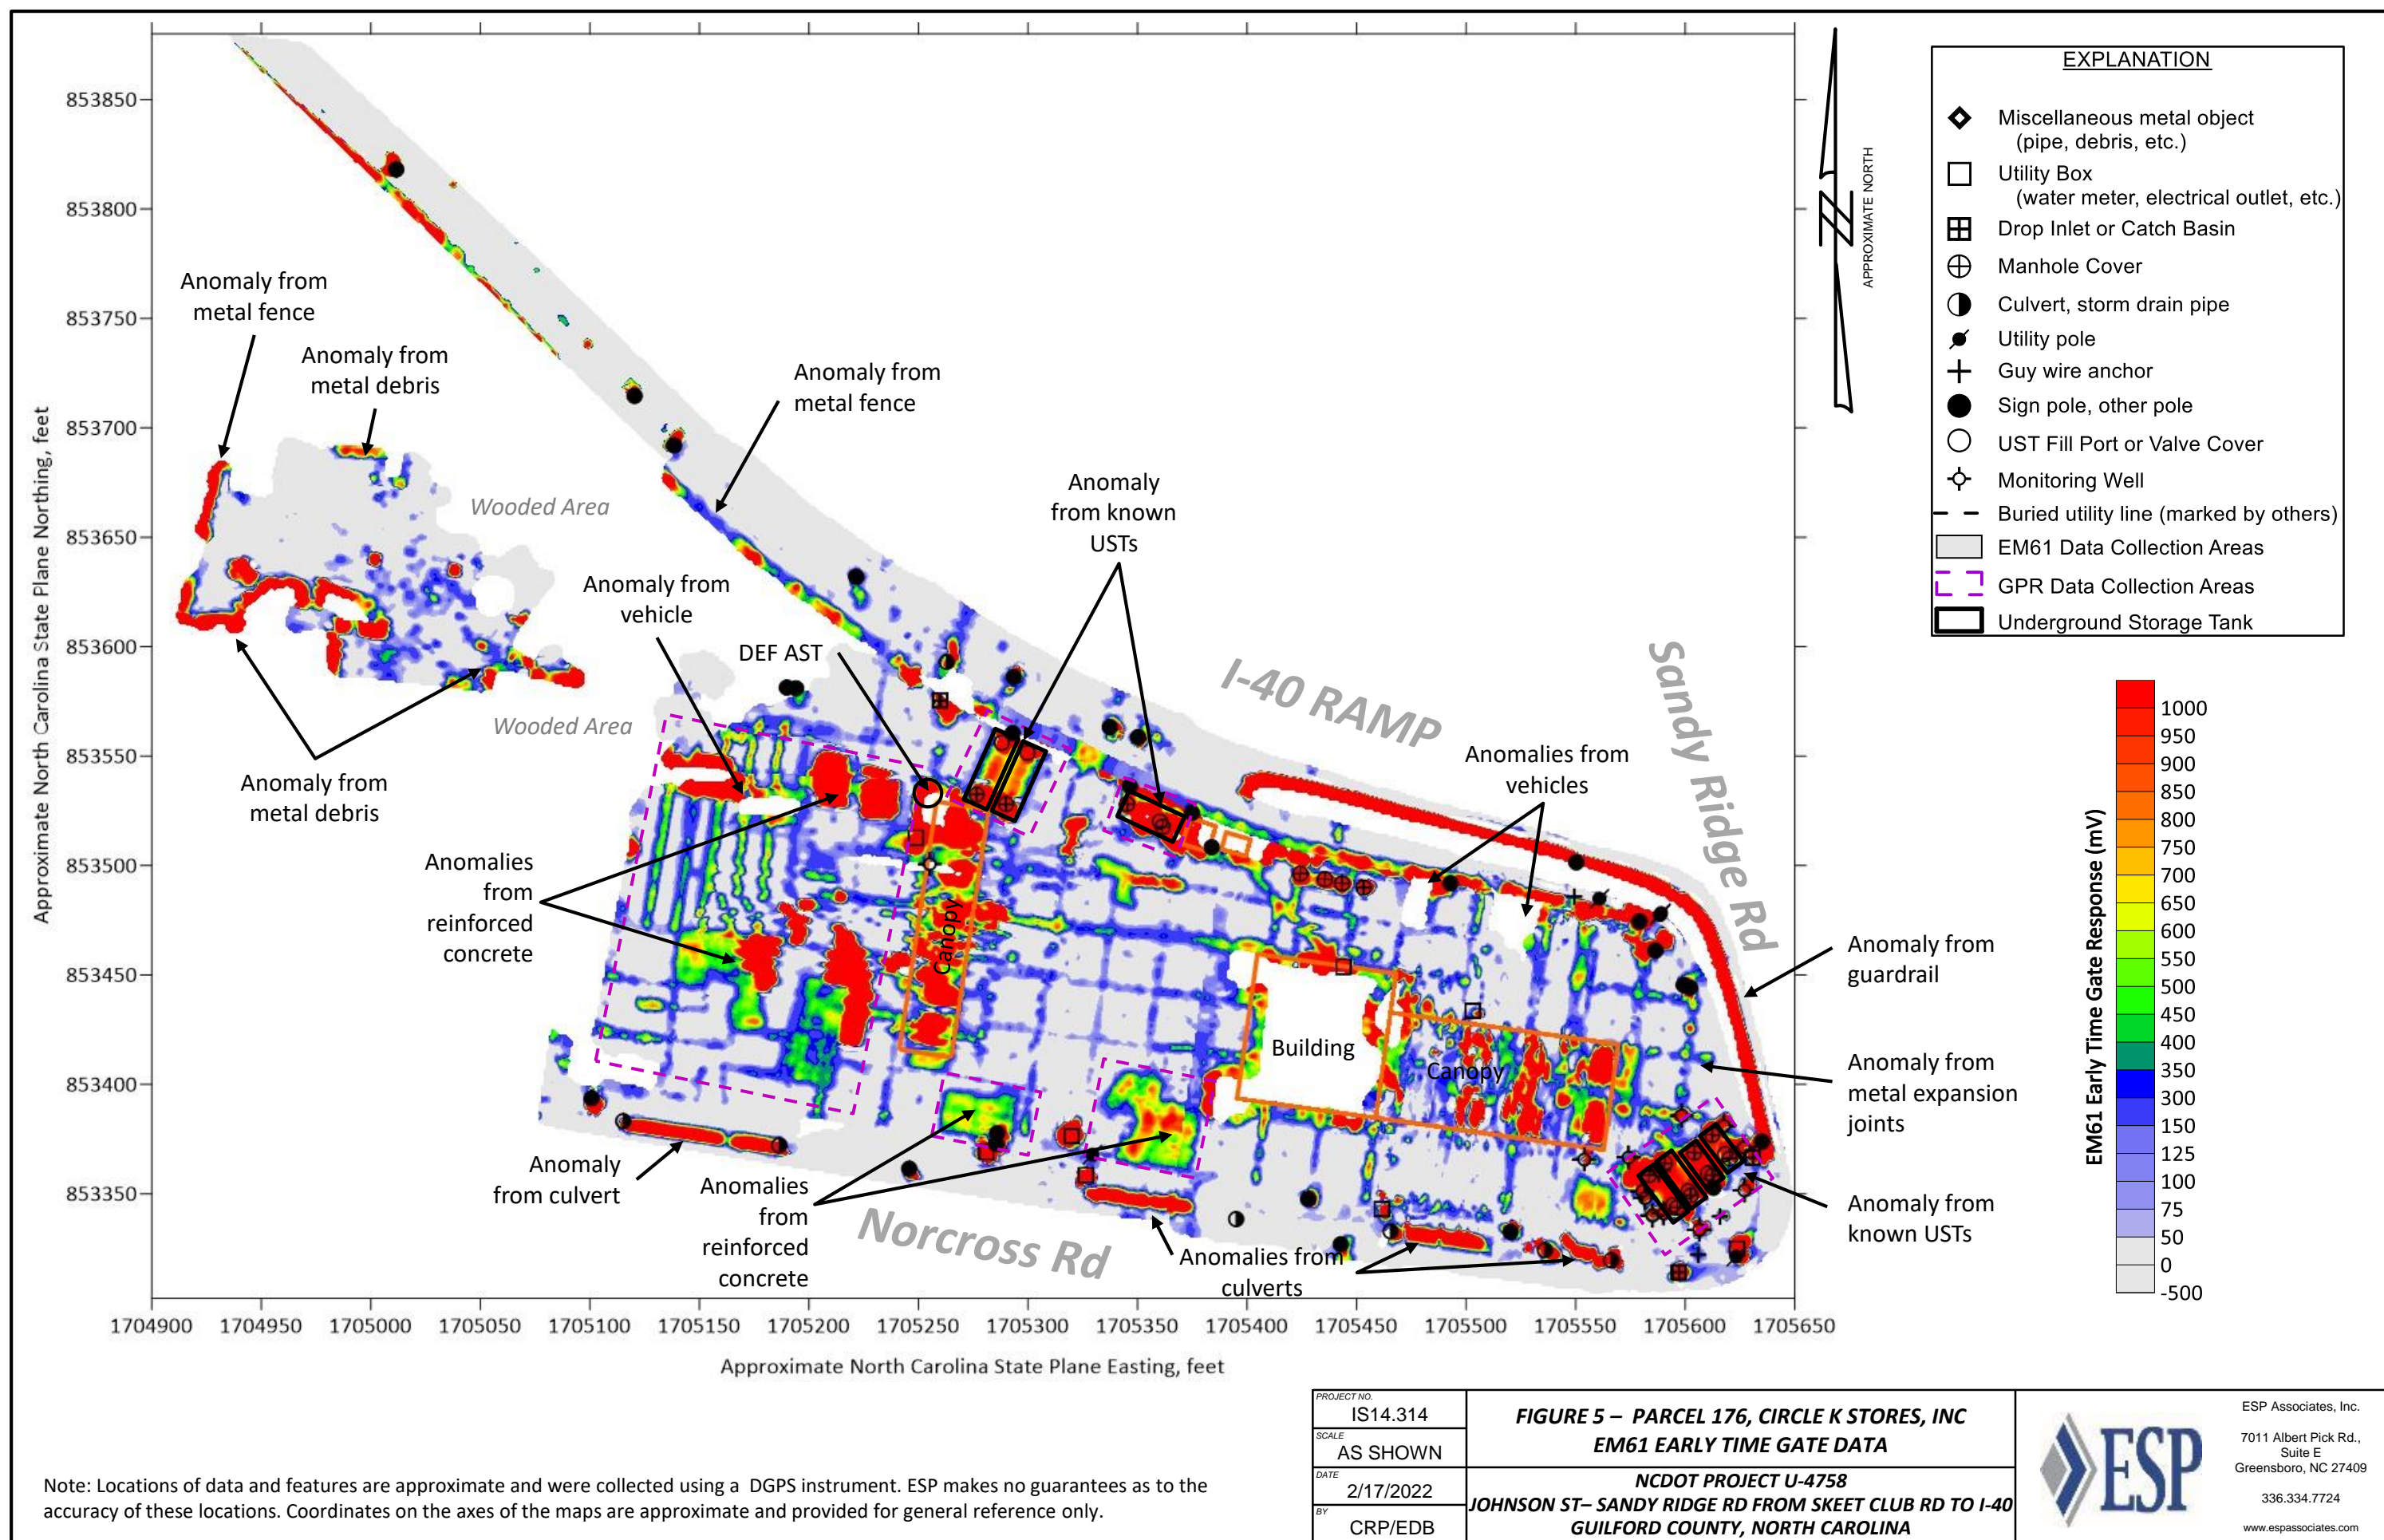 EXPLANATION
Miscellaneous metal object
(pipe, debris, etc.)
Utility Box
(water meter, electrical outlet, etc.)
Drop Inlet or Catch Basin
Manhole Cover
Culvert, storm drain pipe
Utility pole
Guy wire anchor
Sign pole, other pole
UST Fill Port or Valve Cover
Monitoring Well
Buried utility line (marked by others)
EM61 Data Collection Areas
GPR Data Collection Areas
Underground Storage Tank
N
APPROXIMATE NORTH
Approximate North Carolina State Plane Northing, feet
853850
853800
853750
853700
853650
853600
853550
853500
853450
853400
853350
Anomaly from
metal fence
Anomaly from
metal debris
Anomaly from
metal fence
Wooded Area
Anomaly
from known
USTs
Anomaly from
vehicle
DEF AST
Wooded Area
Anomaly from
metal debris
I-40 RAMP
Sandy Ridge Rd
Anomalies from
vehicles
Anomalies
from
reinforced
concrete
Canopy
Building
Canopy
Anomaly from
guardrail
Anomaly from
metal expansion
joints
Anomaly from
known USTs
Anomaly
from culvert
Anomalies
from
reinforced
concrete
Norcross Rd
Anomalies from
culverts
EM61 Early Time Gate Response (mV)
1000
950
900
850
800
750
700
650
600
550
500
450
400
350
300
150
125
100
75
50
0
-500
1704900 1704950 1705000 1705050 1705100 1705150 1705200 1705250 1705300 1705350 1705400 1705450 1705500 1705550 1705600 1705650
Approximate North Carolina State Plane Easting, feet
Note: Locations of data and features are approximate and were collected using a DGPS instrument. ESP makes no guarantees as to the
accuracy of these locations. Coordinates on the axes of the maps are approximate and provided for general reference only.
PROJECT NO.
IS14.314
SCALE
AS SHOWN
DATE
2/17/2022
BY
CRP/EDB
FIGURE 5 – PARCEL 176, CIRCLE K STORES, INC
EM61 EARLY TIME GATE DATA
NCDOT PROJECT U-4758
JOHNSON ST– SANDY RIDGE RD FROM SKEET CLUB RD TO I-40
GUILFORD COUNTY, NORTH CAROLINA
ESP
ESP Associates, Inc.
7011 Albert Pick Rd.,
Suite E
Greensboro, NC 27409
336.334.7724
www.espassociates.com